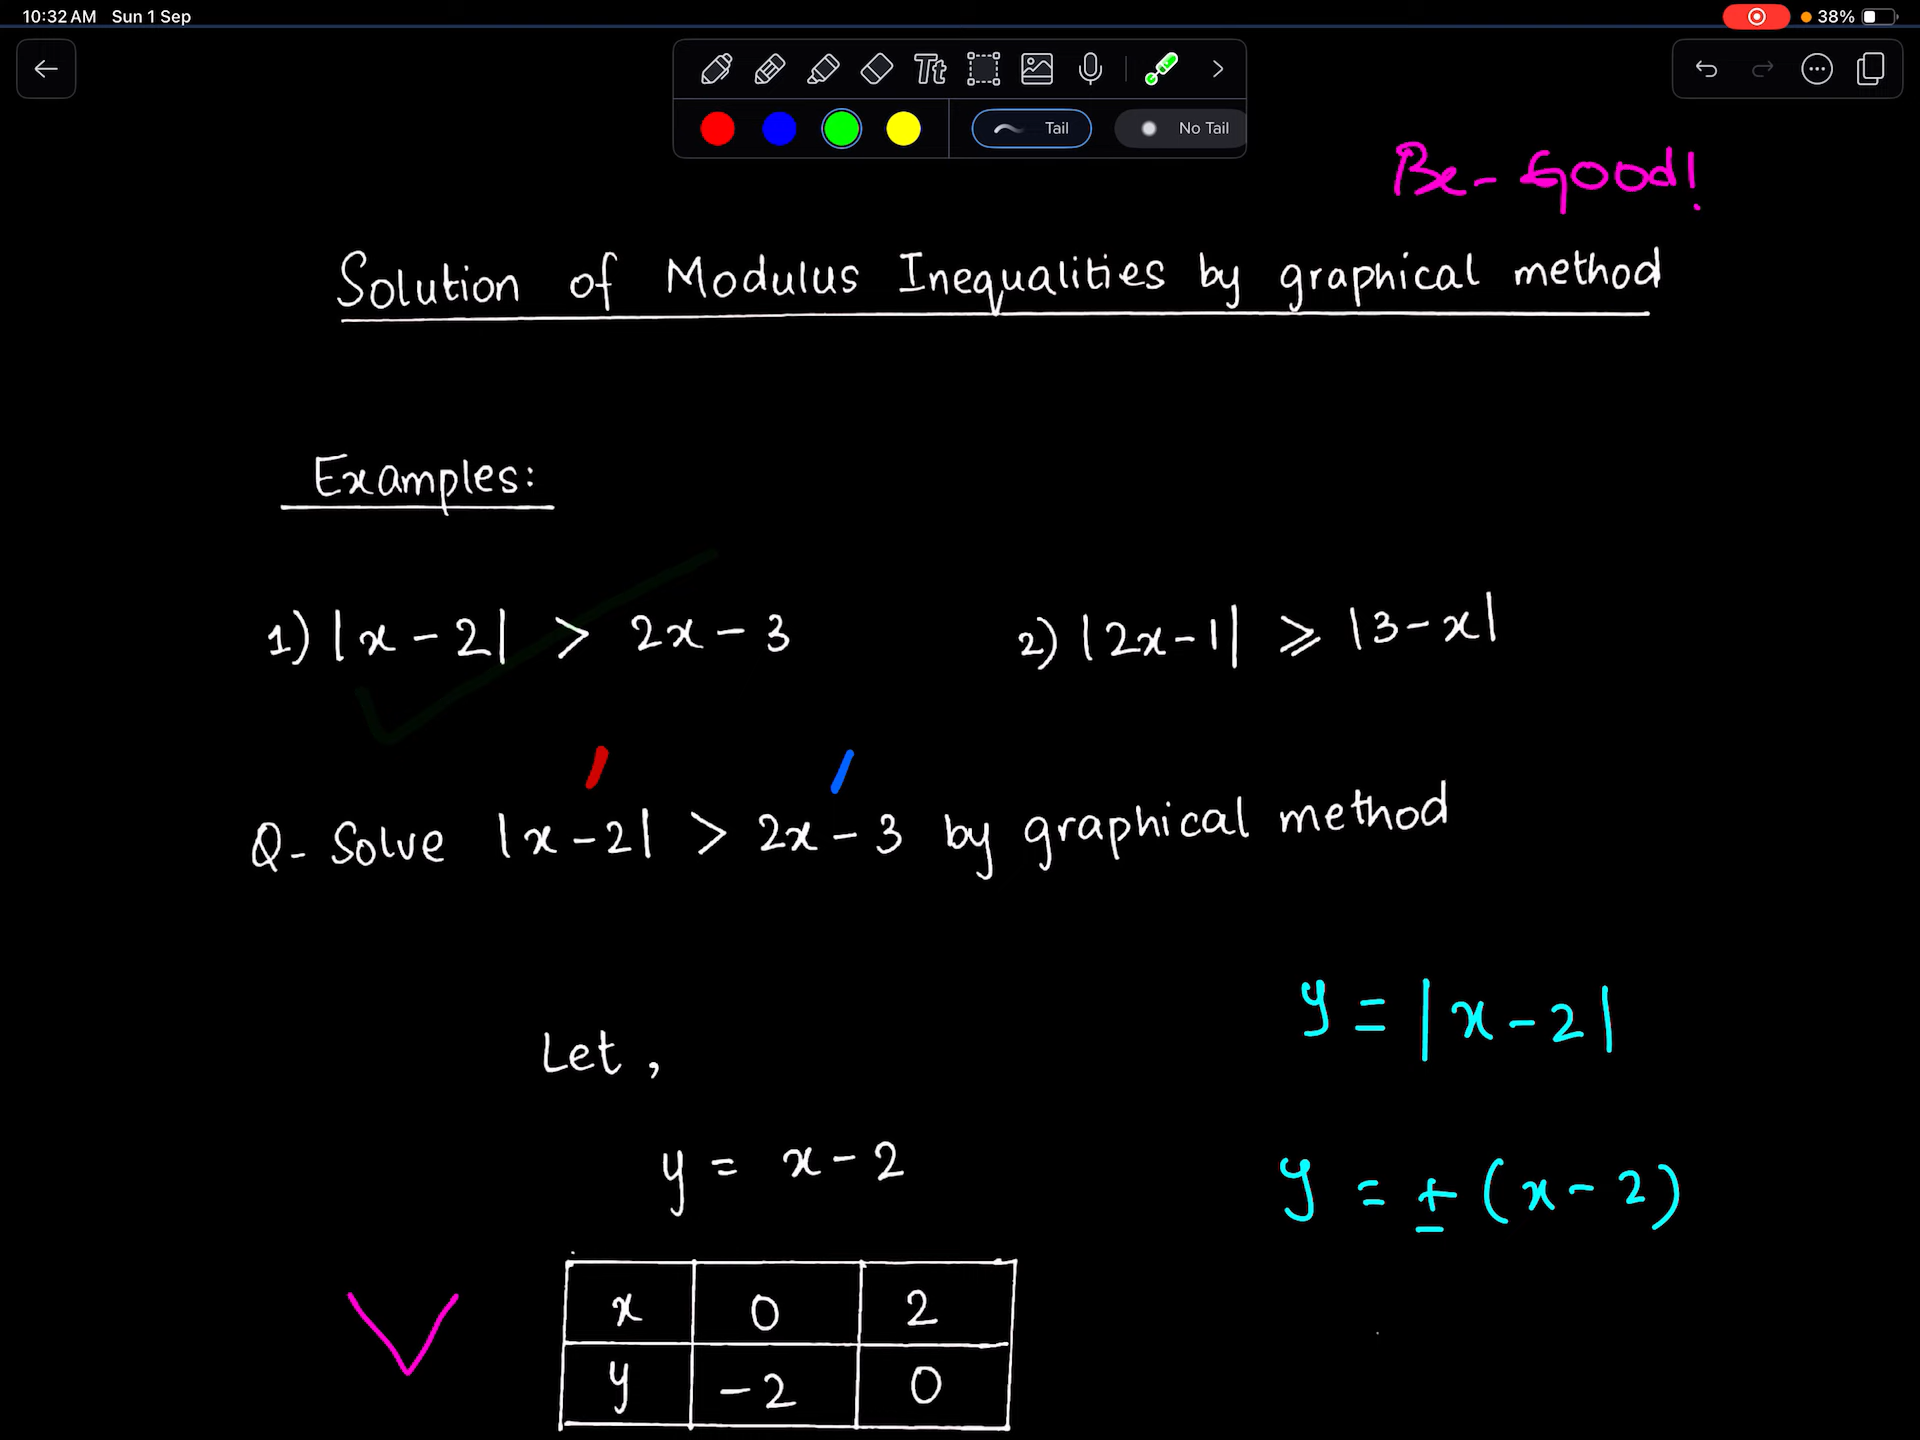 10:32 AM Sun 1 Sep
38%
Tt
Tail
No Tail
Be - Good!
Solution of Modulus Inequalities by graphical method
Examples:
1) |x - 2| > 2x - 3
2) |2x - 1| ⩾ |3 - x|
Q- Solve |x - 2| > 2x - 3 by graphical method
y = |x - 2|
Let ,
y = x - 2
y = ± (x - 2)
x 0 2
y -2 0